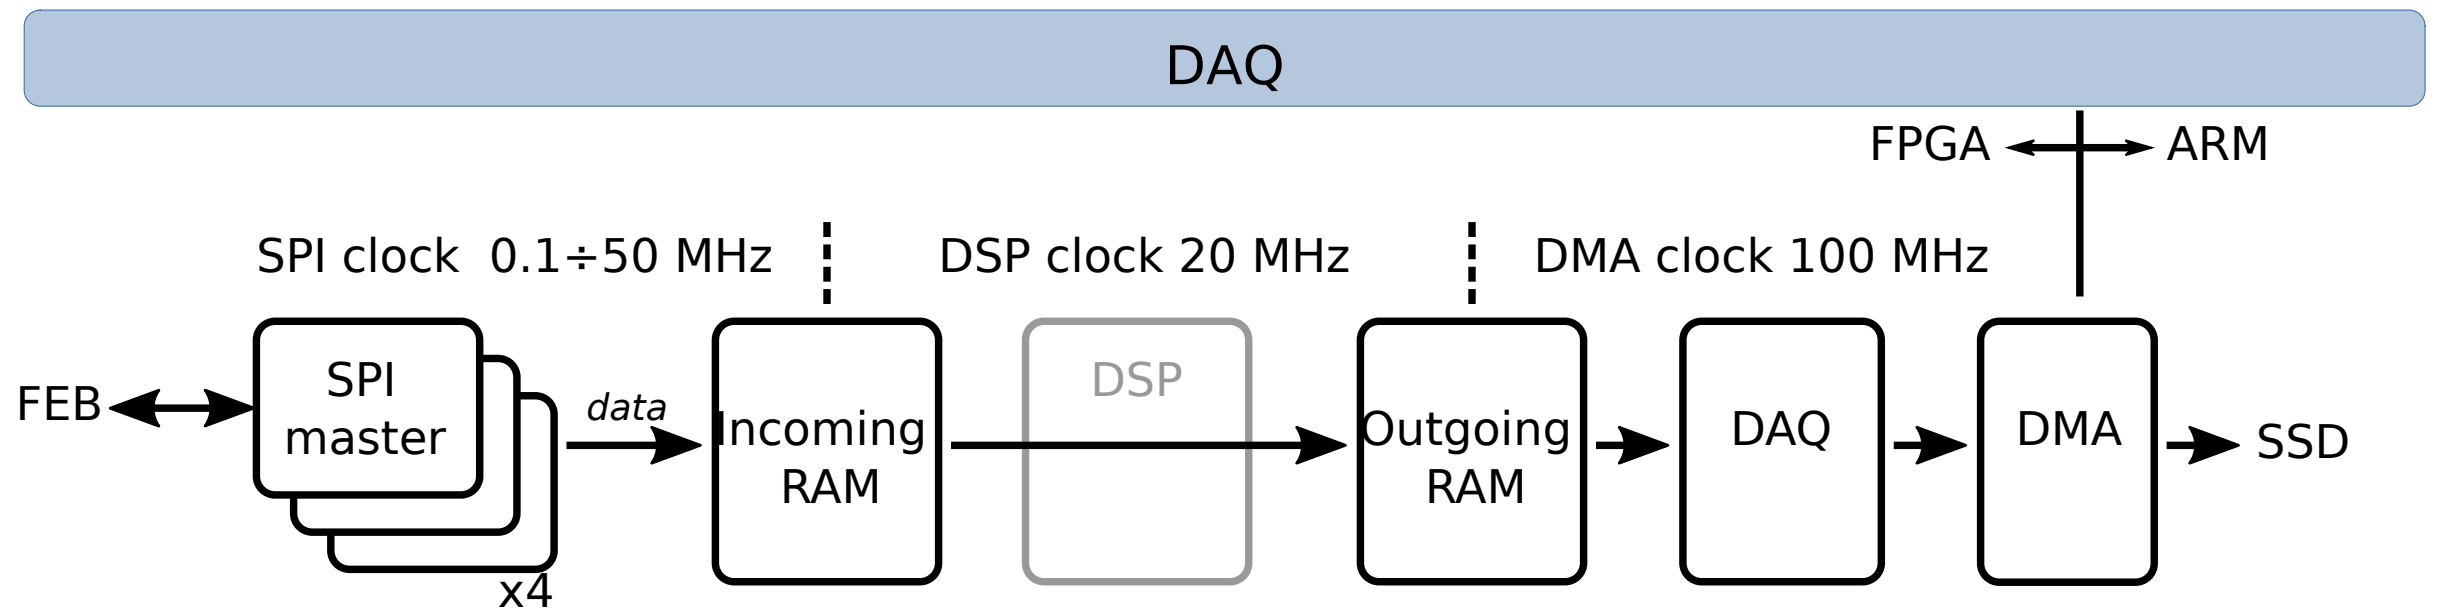 DAQ
FPGA ARM
SPI clock 0.1÷50 MHz DSP clock 20 MHz DMA clock 100 MHz
FEB
SPI
master
x4
data
Incoming
RAM
DSP
Outgoing
RAM
DAQ
DMA
SSD